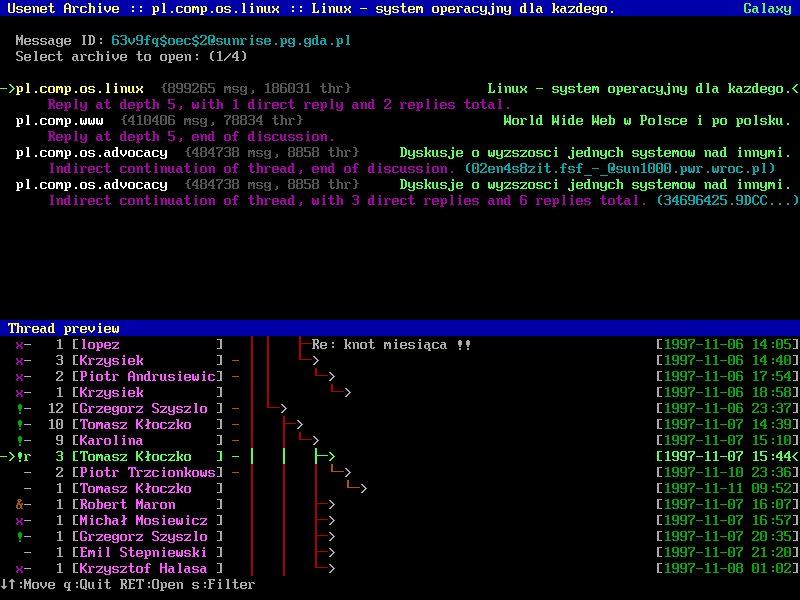 Usenet Archive :: pl.comp.os.linux :: Linux - system operacyjny dla kazdego. Galaxy
Message ID: 63v9fq$oec$2@sunrise.pg.gda.pl
Select archive to open: (1/4)
->pl.comp.os.linux {899265 msg, 186031 thr} Linux - system operacyjny dla kazdego.<
Reply at depth 5, with 1 direct reply and 2 replies total.
pl.comp.www {410406 msg, 78834 thr} World Wide Web w Polsce i po polsku.
Reply at depth 5, end of discussion.
pl.comp.os.advocacy {484738 msg, 8858 thr} Dyskusje o wyzszosci jednych systemow nad innymi.
Indirect continuation of thread, end of discussion. (02en4s8zit.fsf_-_@sun1000.pwr.wroc.pl)
pl.comp.os.advocacy {484738 msg, 8858 thr} Dyskusje o wyzszosci jednych systemow nad innymi.
Indirect continuation of thread, with 3 direct replies and 6 replies total. (34696425.9DCC...)
Thread preview
x- 1 [lopez ] Re: knot miesiąca !! [1997-11-06 14:05]
x- 3 [Krzysiek ] - > [1997-11-06 14:40]
x- 2 [Piotr Andrusiewic] - > [1997-11-06 17:54]
x- 1 [Krzysiek ] > [1997-11-06 18:58]
!- 12 [Grzegorz Szyszlo ] - > [1997-11-06 23:37]
!- 10 [Tomasz Kłoczko ] - > [1997-11-07 14:39]
!- 9 [Karolina ] - > [1997-11-07 15:10]
->!r 3 [Tomasz Kłoczko ] - > [1997-11-07 15:44<
- 2 [Piotr Trzcionkows] - > [1997-11-10 23:36]
- 1 [Tomasz Kłoczko ] > [1997-11-11 09:52]
&- 1 [Robert Maron ] > [1997-11-07 16:07]
x- 1 [Michał Mosiewicz ] > [1997-11-07 16:57]
!- 1 [Grzegorz Szyszlo ] > [1997-11-07 20:35]
- 1 [Emil Stepniewski ] > [1997-11-07 21:20]
x- 1 [Krzysztof Halasa ] > [1997-11-08 01:02]
↓↑:Move q:Quit RET:Open s:Filter